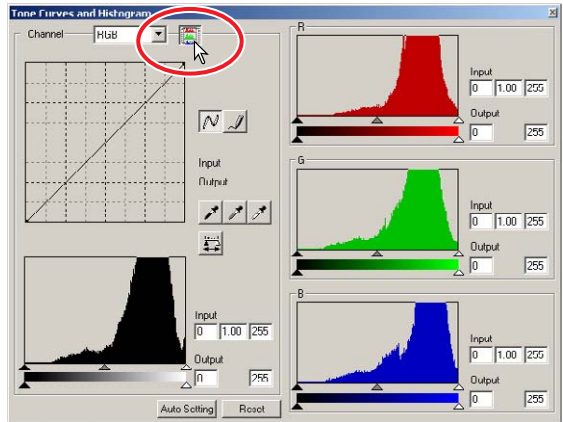 Tone Curves and Histogram
Channel
RGB
Input
Output
Input
0 1.00 255
Output
0 255
Auto Setting
Reset
R
Input
0 1.00 255
Output
0 255
G
Input
0 1.00 255
Output
0 255
B
Input
0 1.00 255
Output
0 255